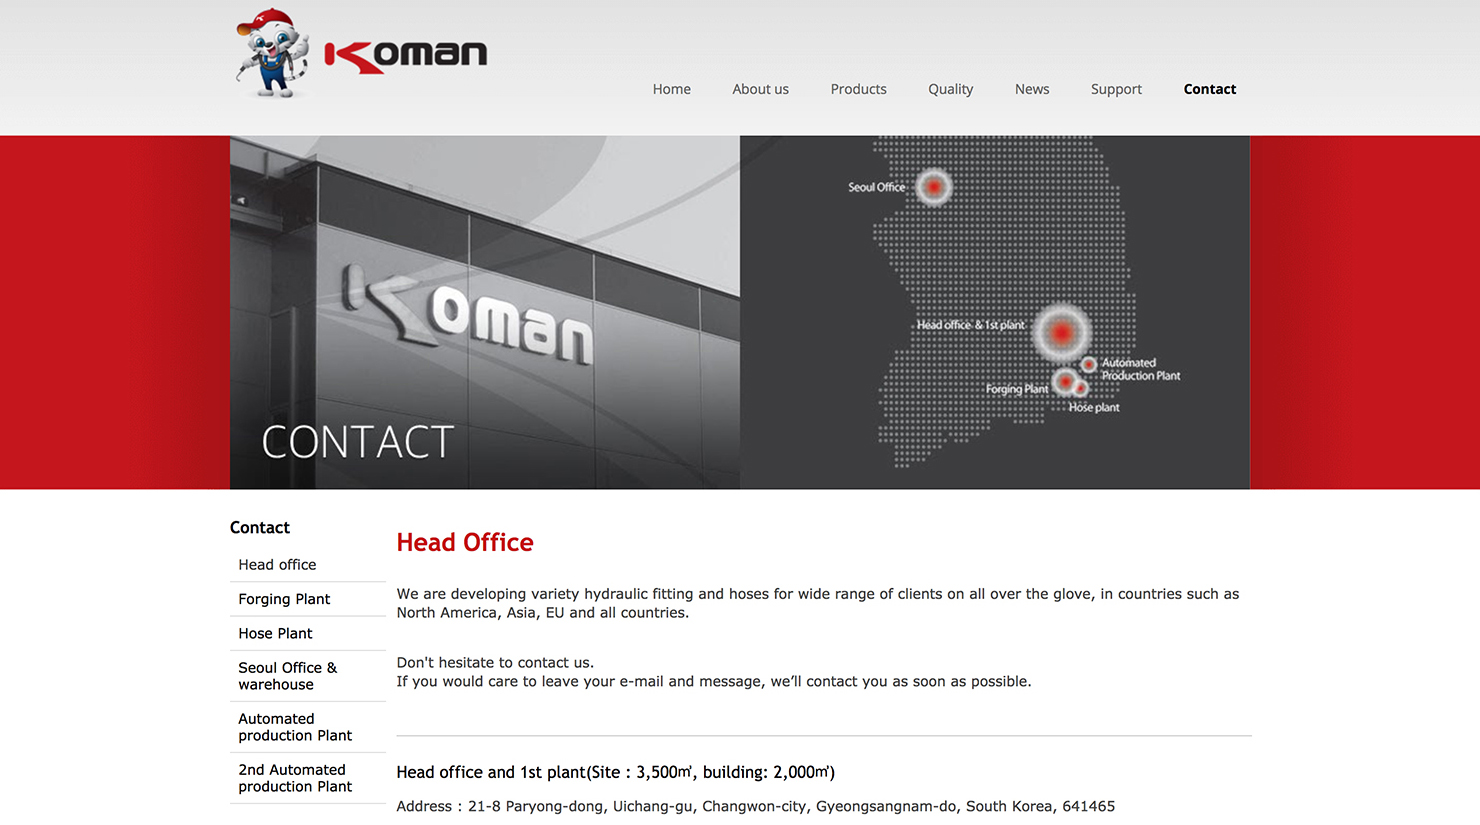 Koman
Home About us Products Quality News Support Contact
Koman
CONTACT
Seoul Office
Head office & 1st plant
Automated
Production Plant
Forging Plant
Hose plant
Contact
Head office
Forging Plant
Hose Plant
Seoul Office &
warehouse
Automated
production Plant
2nd Automated
production Plant
Head Office
We are developing variety hydraulic fitting and hoses for wide range of clients on all over the glove, in countries such as
North America, Asia, EU and all countries.
Don't hesitate to contact us.
If you would care to leave your e-mail and message, we’ll contact you as soon as possible.
Head office and 1st plant(Site : 3,500㎡, building: 2,000㎡)
Address : 21-8 Paryong-dong, Uichang-gu, Changwon-city, Gyeongsangnam-do, South Korea, 641465